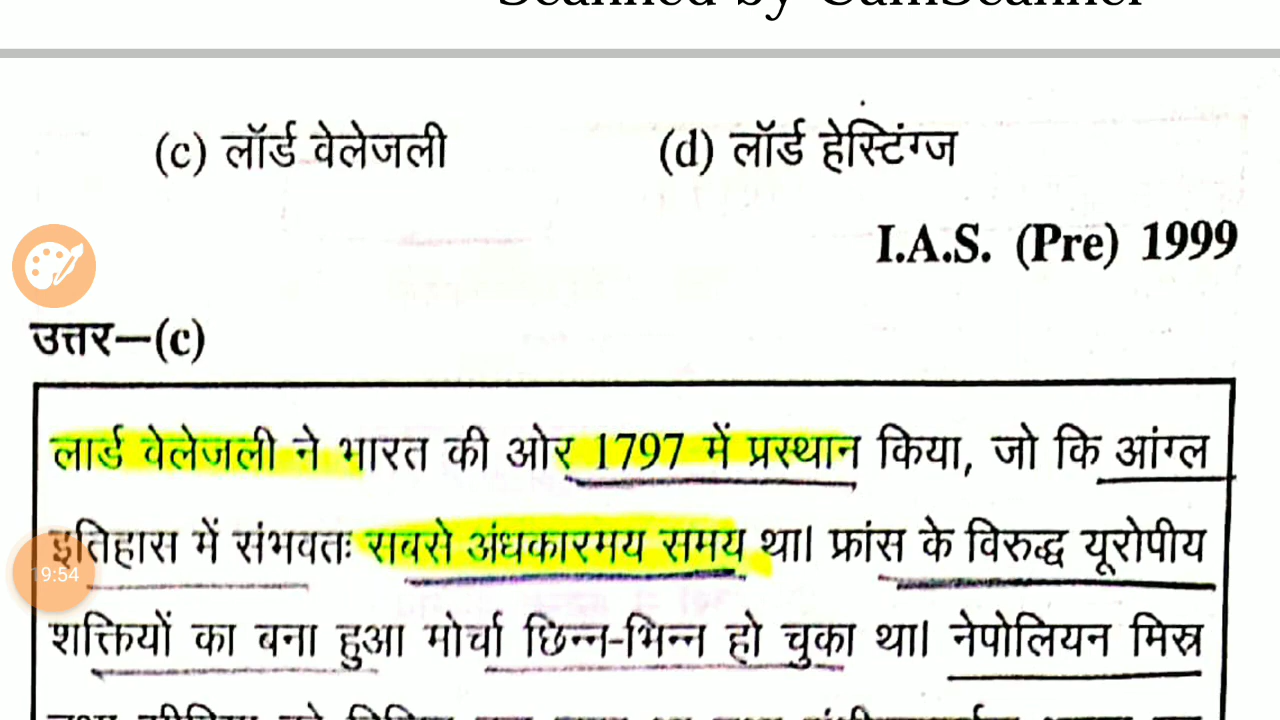 Scanned by CamScanner
(c) लॉर्ड वेलेजली (d) लॉर्ड हेस्टिंग्ज
I.A.S. (Pre) 1999
उत्तर–(c)
लार्ड वेलेजली ने भारत की ओर 1797 में प्रस्थान किया, जो कि आंग्ल
इतिहास में संभवतः सबसे अंधकारमय समय था। फ्रांस के विरुद्ध यूरोपीय
19:54
शक्तियों का बना हुआ मोर्चा छिन्न-भिन्न हो चुका था। नेपोलियन मिस्र